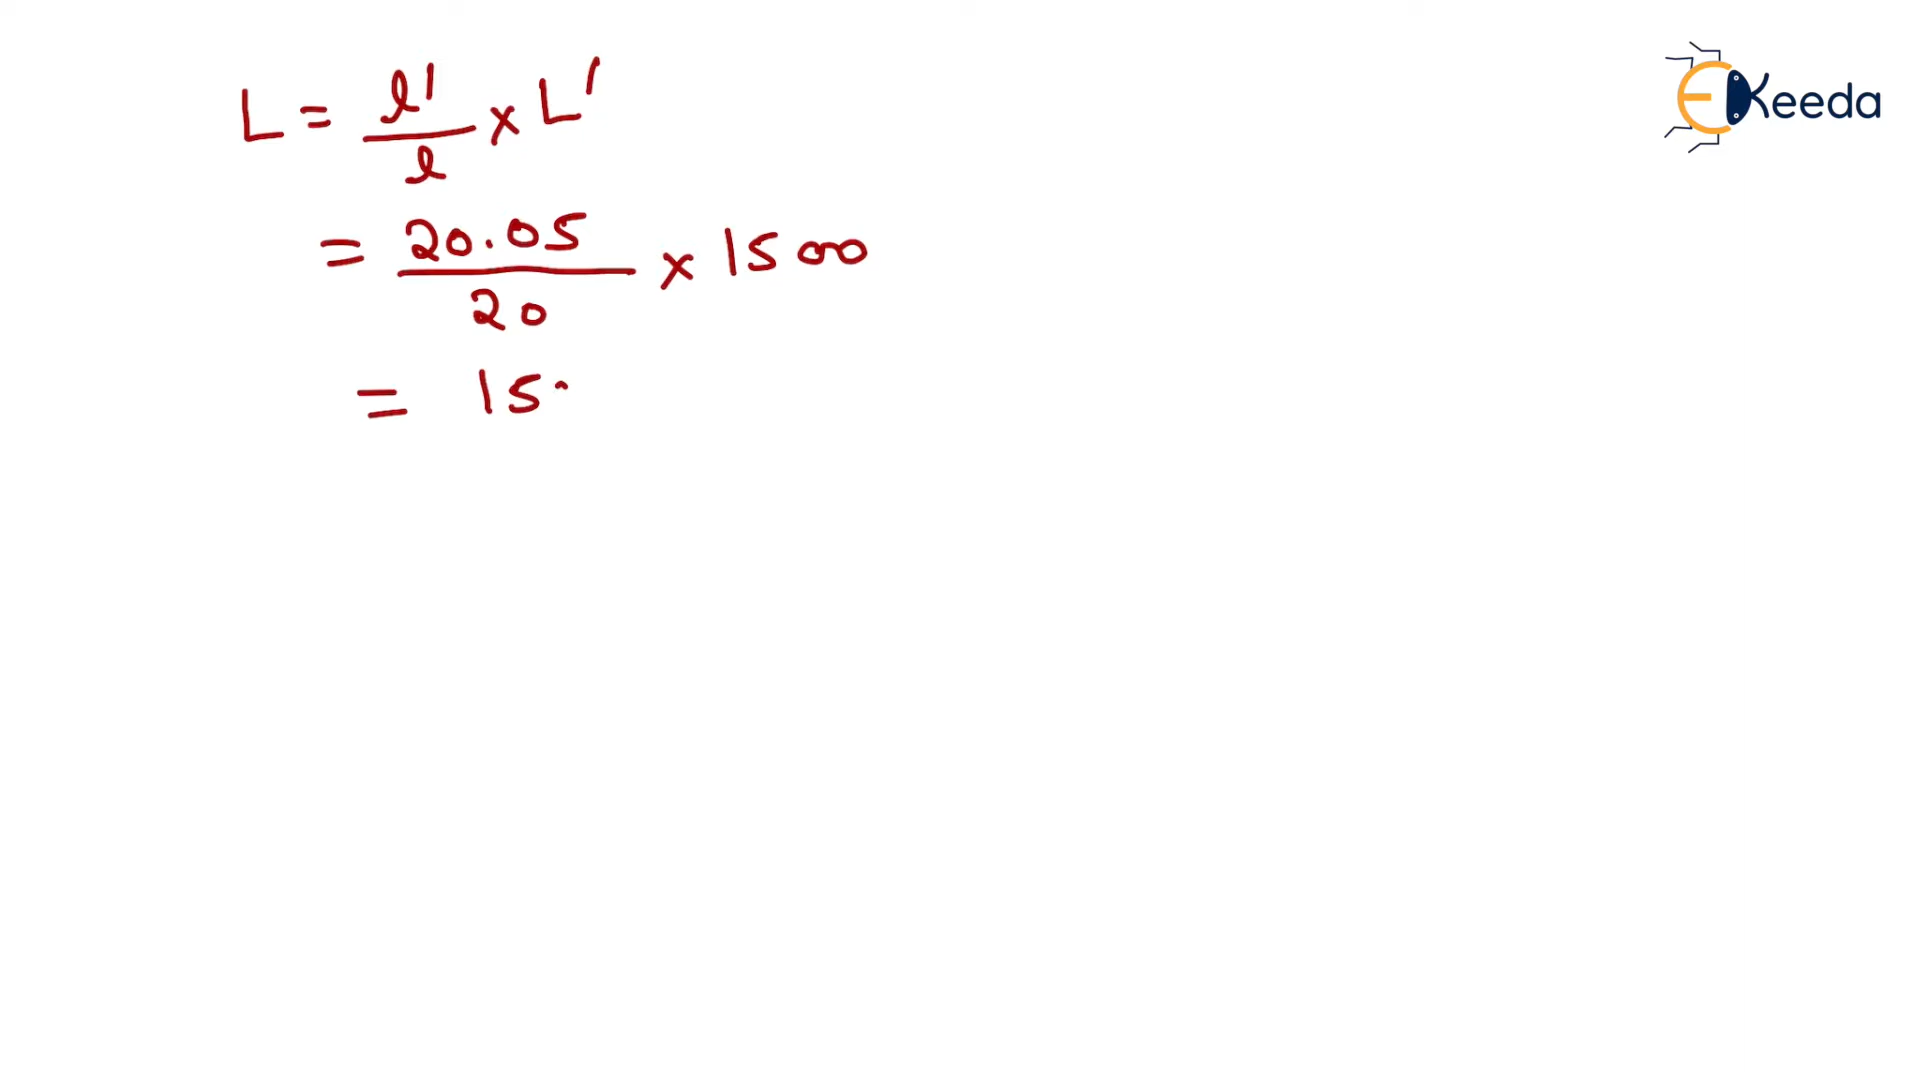 L = l'/l × L'
EKeeda
= 20.05/20 × 1500
= 15